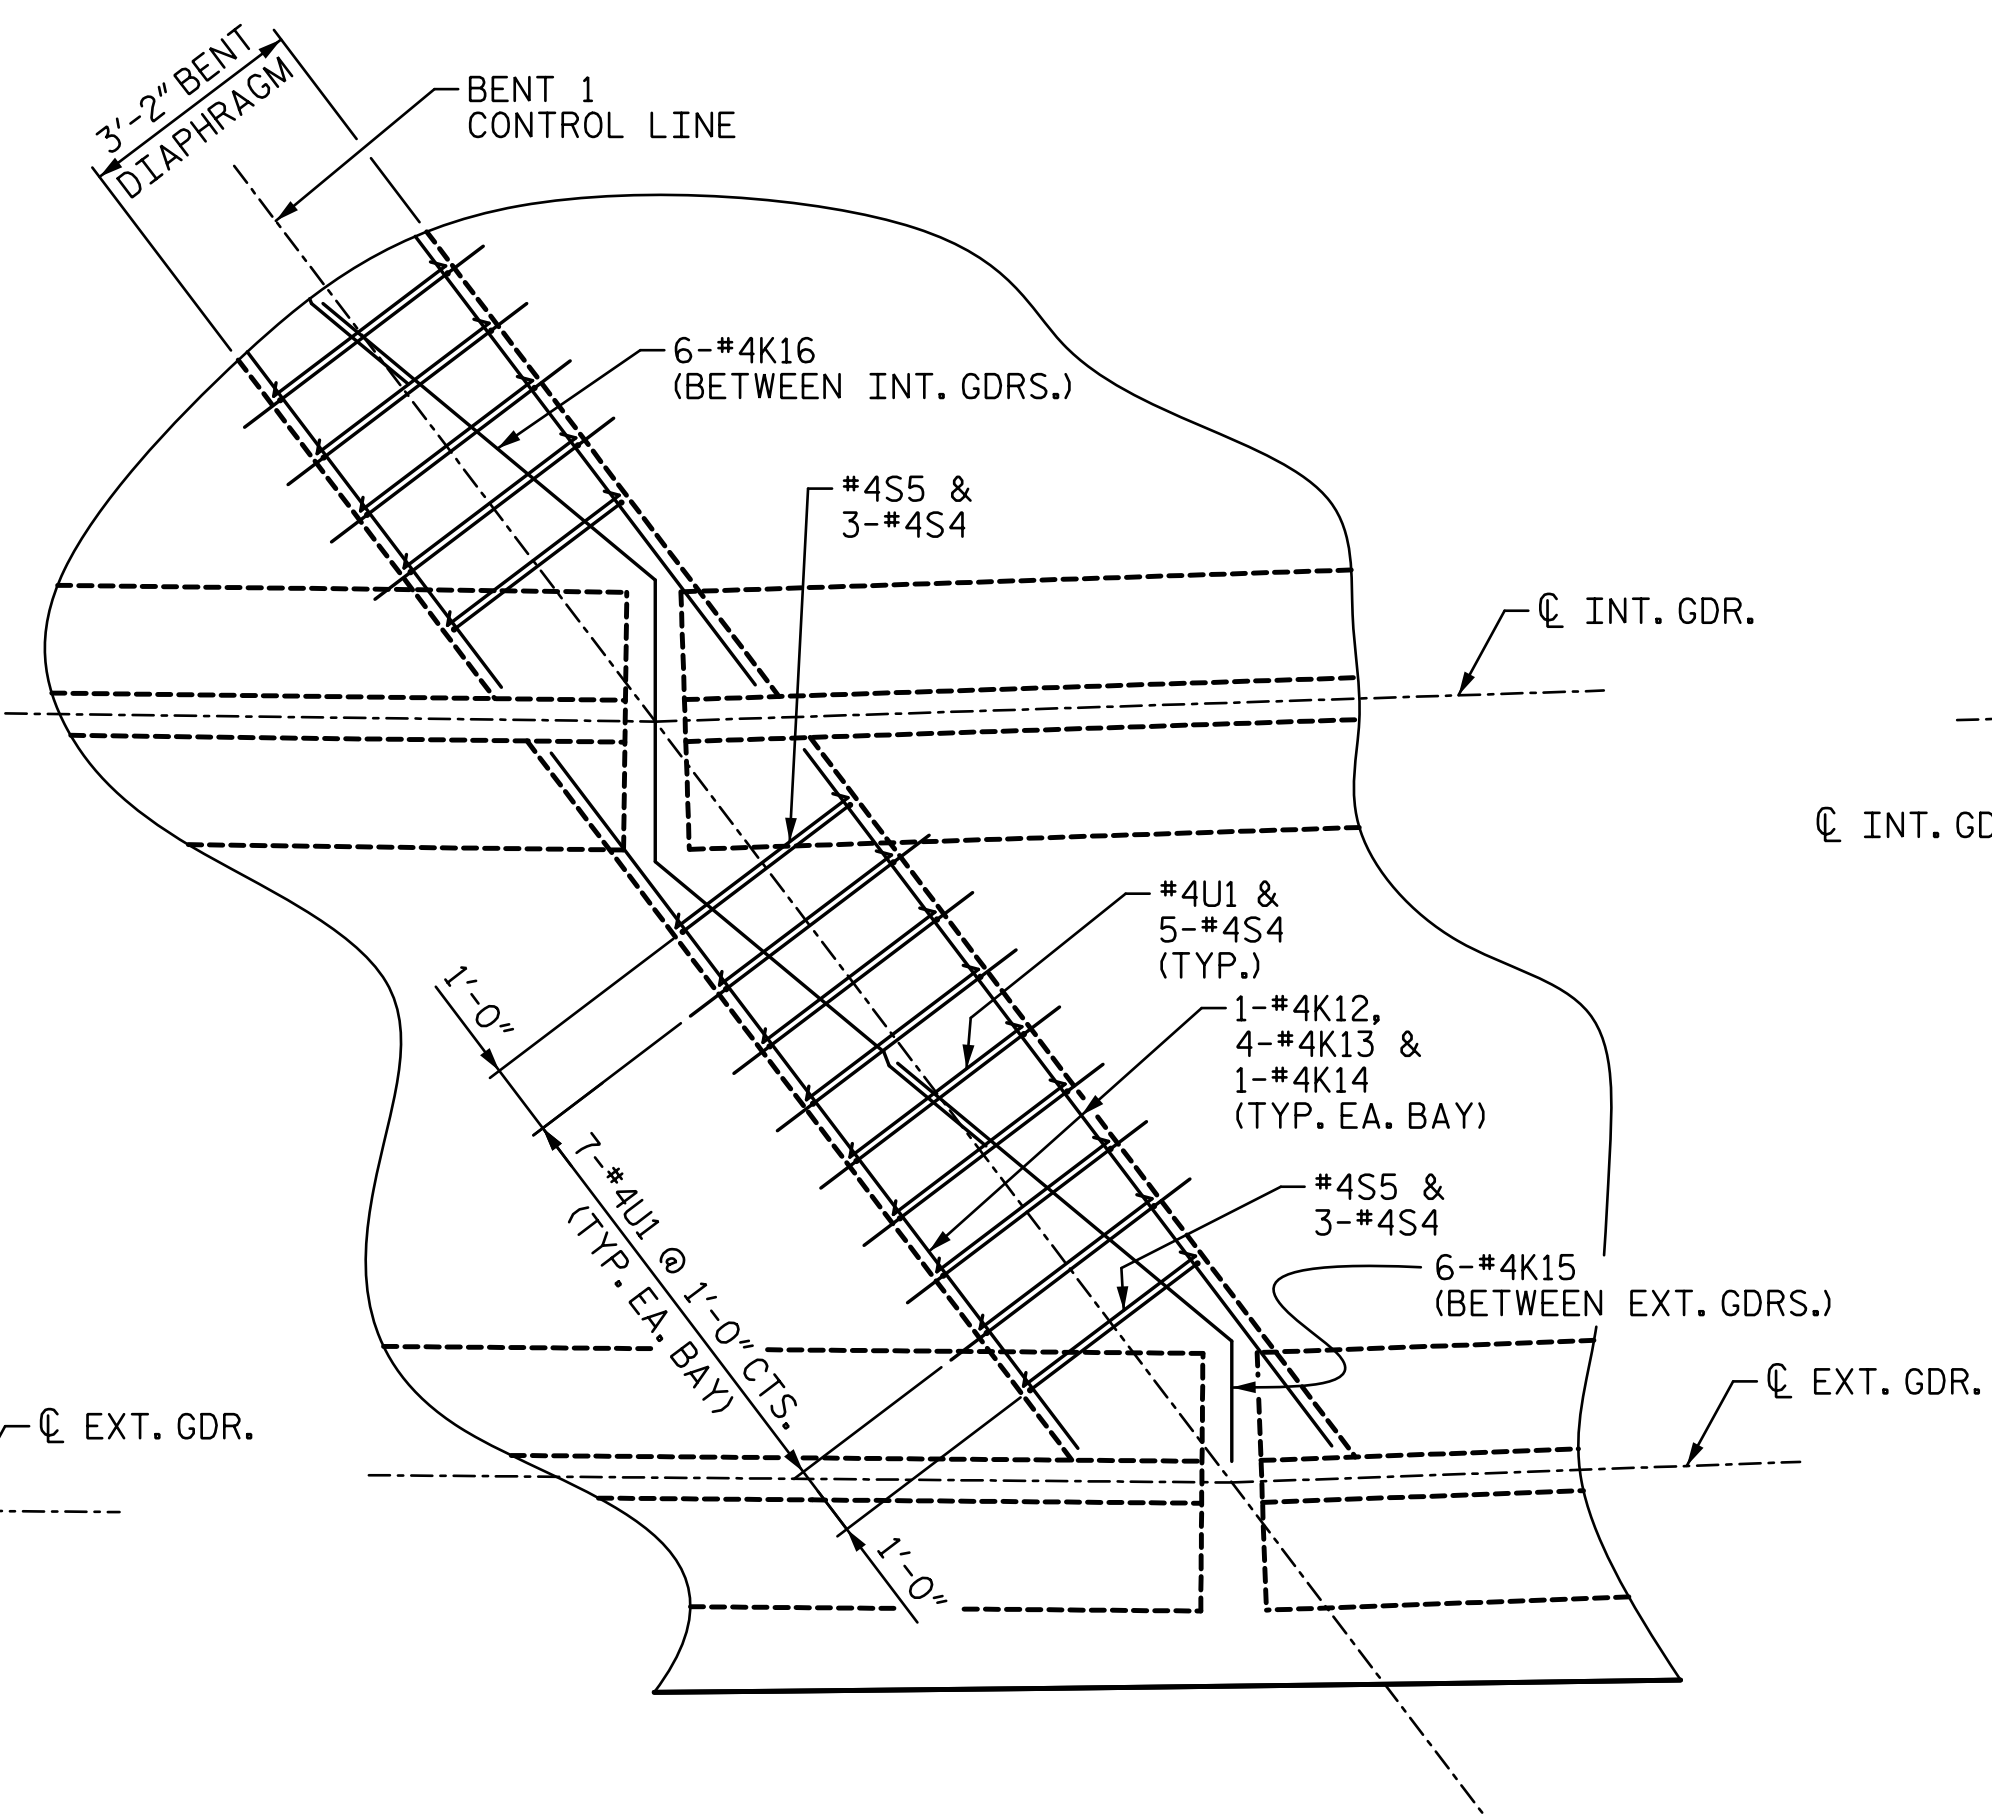 3'-2" BENT
DIAPHRAGM
BENT 1
CONTROL LINE
6-#4K16
(BETWEEN INT. GDRS.)
#4S5 &
3-#4S4
℄ INT. GDR.
℄ INT. GD
#4U1 &
5-#4S4
(TYP.)
1'-0"
1-#4K12,
4-#4K13 &
1-#4K14
(TYP. EA. BAY)
7-#4U1 @ 1'-0" CTS.
(TYP. EA. BAY)
#4S5 &
3-#4S4
6-#4K15
(BETWEEN EXT. GDRS.)
℄ EXT. GDR.
℄ EXT. GDR.
1'-0"